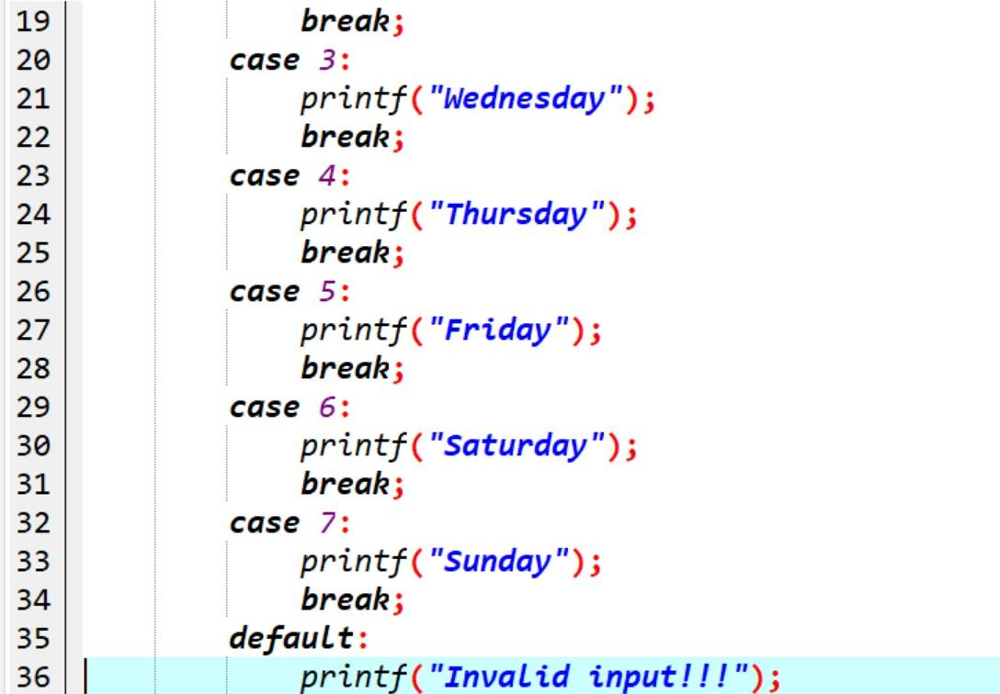 19 break;
20 case 3:
21 printf("Wednesday");
22 break;
23 case 4:
24 printf("Thursday");
25 break;
26 case 5:
27 printf("Friday");
28 break;
29 case 6:
30 printf("Saturday");
31 break;
32 case 7:
33 printf("Sunday");
34 break;
35 default:
36 printf("Invalid input!!!");